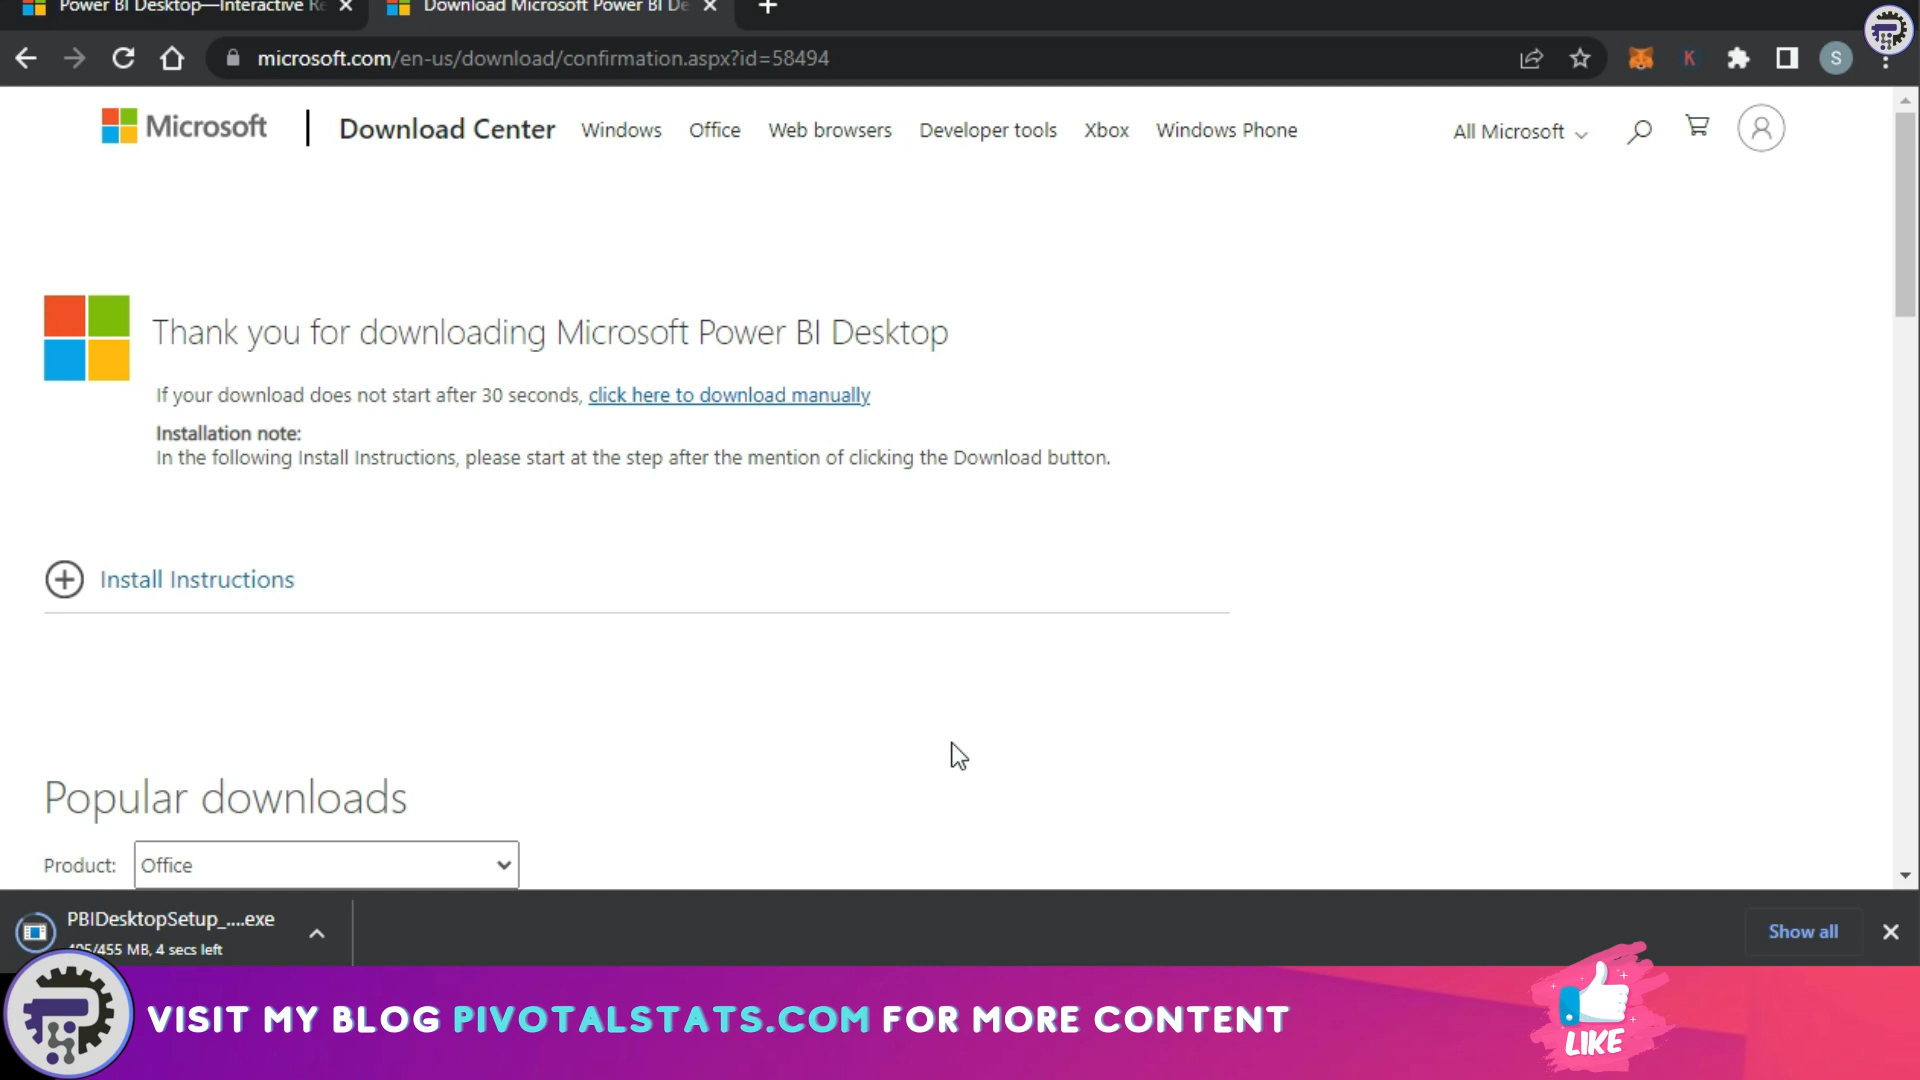 Power BI Desktop—Interactive Re
Download Microsoft Power BI De
microsoft.com/en-us/download/confirmation.aspx?id=58494
K
S
Microsoft
Download Center
Windows
Office
Web browsers
Developer tools
Xbox
Windows Phone
All Microsoft
Thank you for downloading Microsoft Power BI Desktop
If your download does not start after 30 seconds, click here to download manually
Installation note:
In the following Install Instructions, please start at the step after the mention of clicking the Download button.
Install Instructions
Popular downloads
Product:
Office
PBIDesktopSetup_....exe
405/455 MB, 4 secs left
Show all
VISIT MY BLOG PIVOTALSTATS.COM FOR MORE CONTENT
LIKE